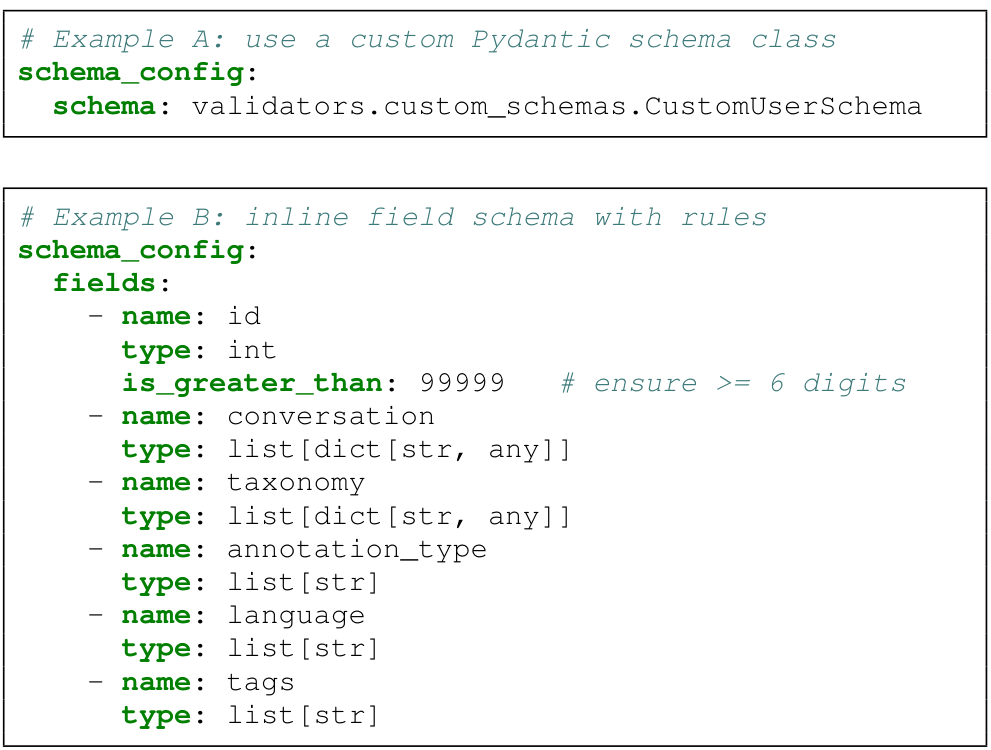 # Example A: use a custom Pydantic schema class
schema_config:
  schema: validators.custom_schemas.CustomUserSchema
# Example B: inline field schema with rules
schema_config:
  fields:
    - name: id
      type: int
      is_greater_than: 99999   # ensure >= 6 digits
    - name: conversation
      type: list[dict[str, any]]
    - name: taxonomy
      type: list[dict[str, any]]
    - name: annotation_type
      type: list[str]
    - name: language
      type: list[str]
    - name: tags
      type: list[str]